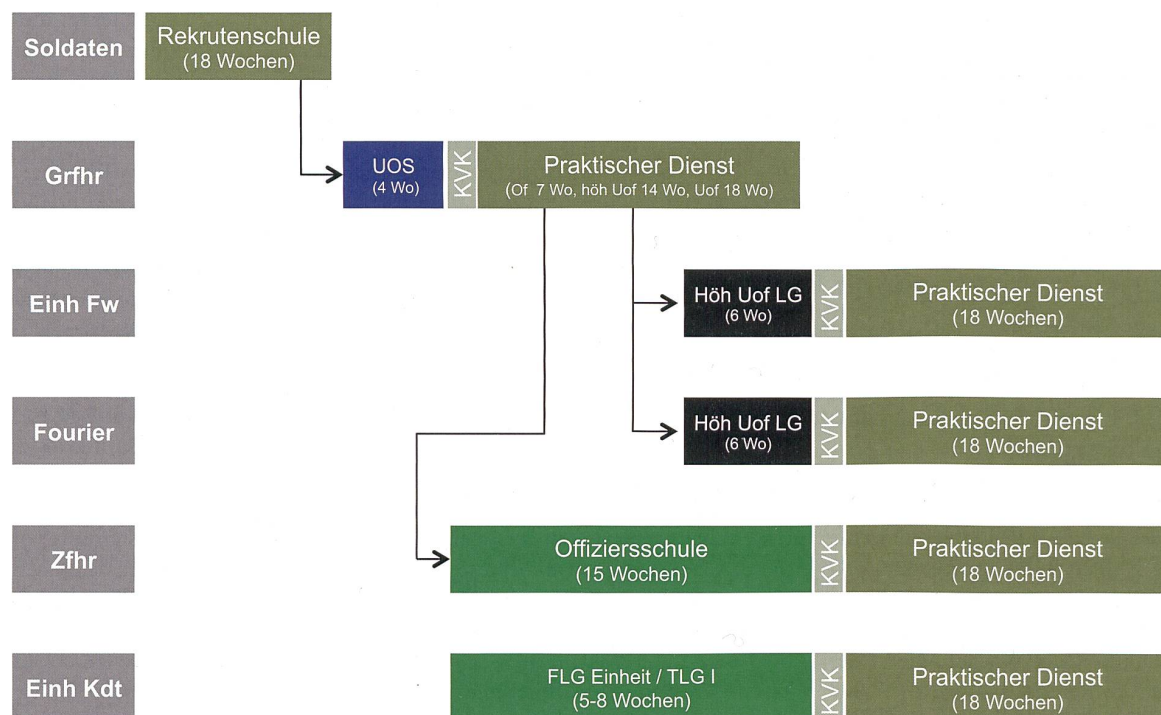 Soldaten
Rekrutenschule
(18 Wochen)
Grfhr
UOS
(4 Wo)
KVK
Praktischer Dienst
(Of 7 Wo, höh Uof 14 Wo, Uof 18 Wo)
Einh Fw
Höh Uof LG
(6 Wo)
KVK
Praktischer Dienst
(18 Wochen)
Fourier
Höh Uof LG
(6 Wo)
KVK
Praktischer Dienst
(18 Wochen)
Zfhr
Offiziersschule
(15 Wochen)
KVK
Praktischer Dienst
(18 Wochen)
Einh Kdt
FLG Einheit / TLG I
(5-8 Wochen)
KVK
Praktischer Dienst
(18 Wochen)